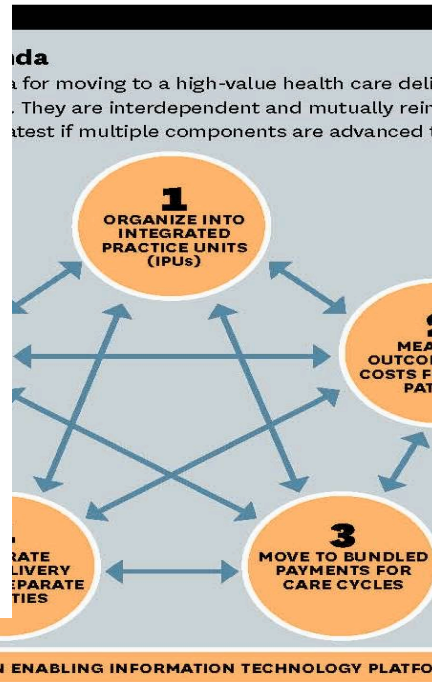 nda
a for moving to a high-value health care deli
. They are interdependent and mutually rein
atest if multiple components are advanced t
1
ORGANIZE INTO
INTEGRATED
PRACTICE UNITS
(IPUs)
MEA
OUTCO
COSTS F
PAT
3
MOVE TO BUNDLED
PAYMENTS FOR
CARE CYCLES
RATE
LIVERY
EPARATE
TIES
N ENABLING INFORMATION TECHNOLOGY PLATFO